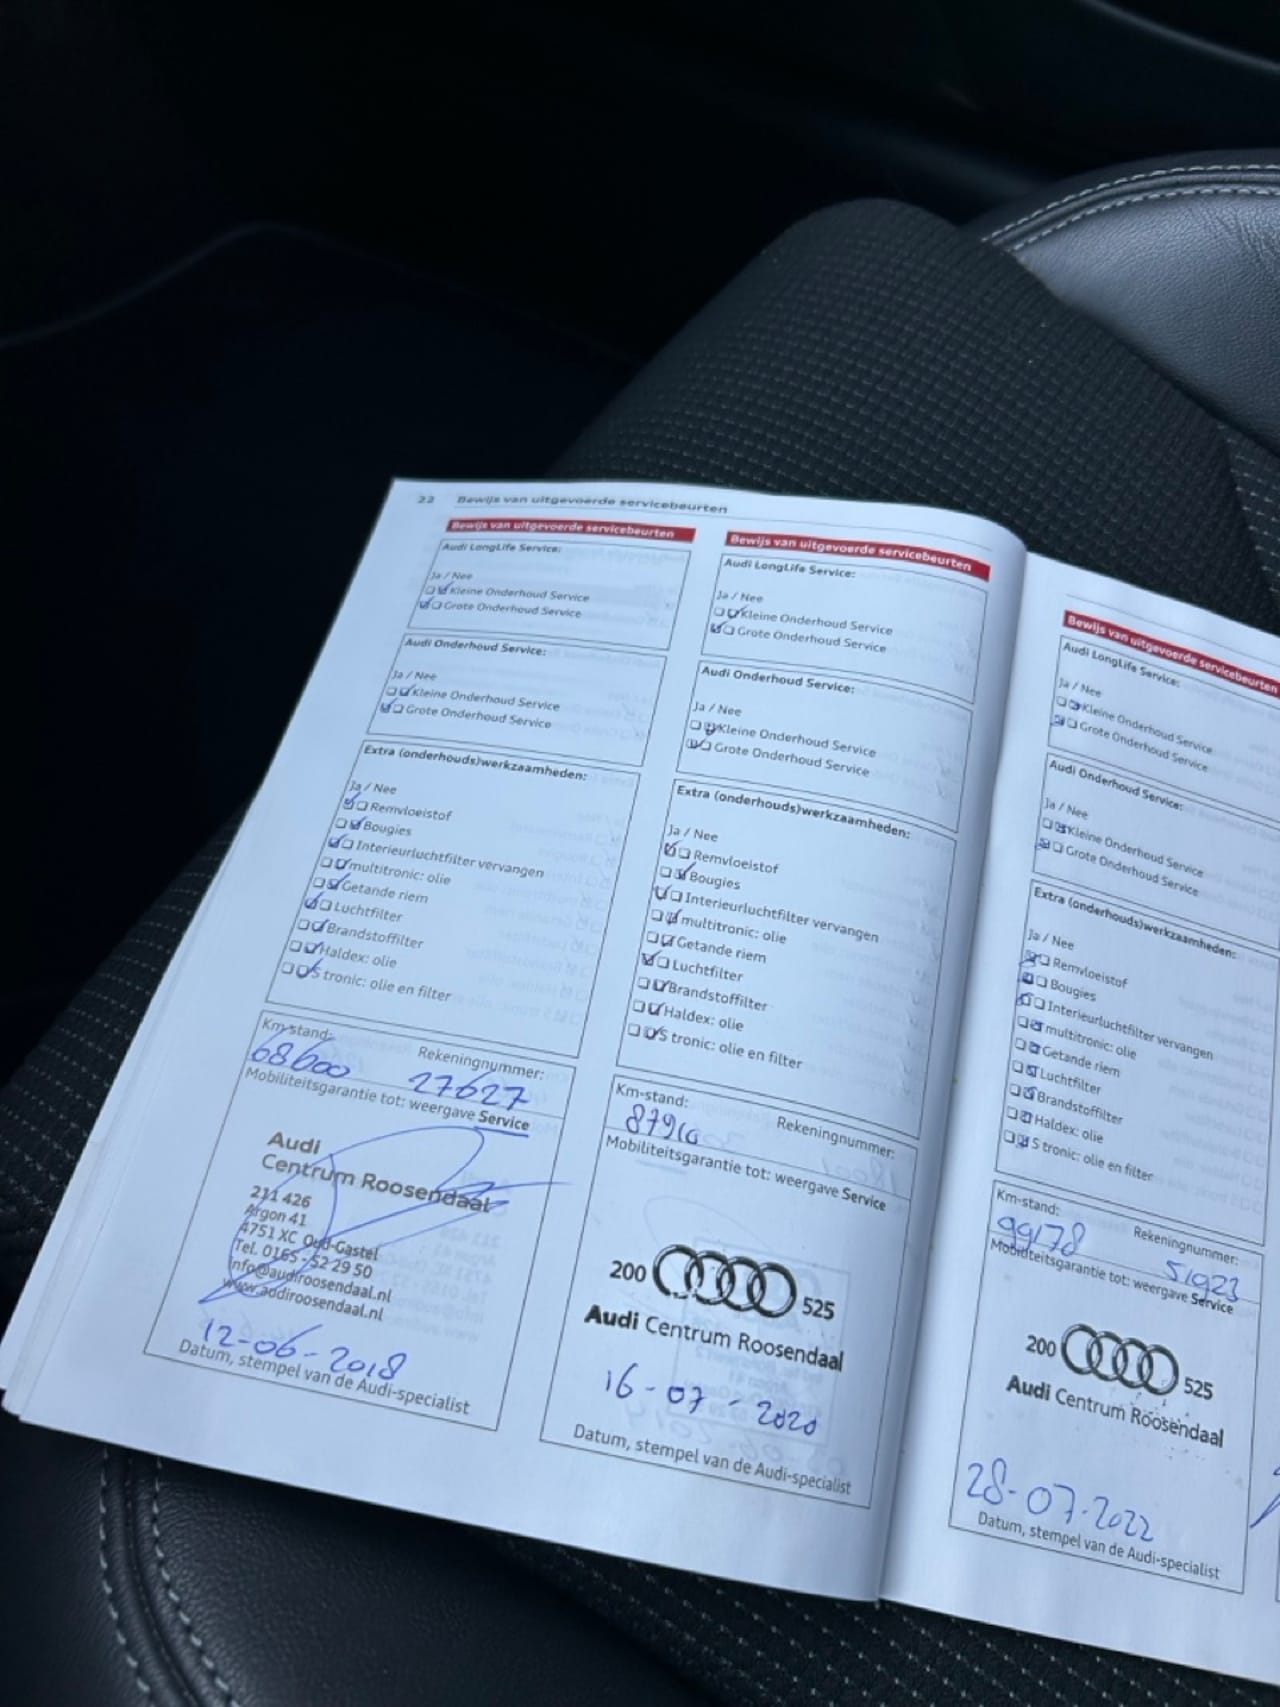 22 Bewijs van uitgevoerde servicebeurten
Bewijs van uitgevoerde servicebeurten
Audi LongLife Service:
Ja / Nee
Kleine Onderhoud Service
Grote Onderhoud Service
Audi Onderhoud Service:
Ja / Nee
Kleine Onderhoud Service
Grote Onderhoud Service
Extra (onderhouds)werkzaamheden:
Ja / Nee
Remvloeistof
Bougies
Interieurluchtfilter vervangen
multitronic: olie
Getande riem
Luchtfilter
Brandstoffilter
Haldex: olie
S tronic: olie en filter
Km-stand: Rekeningnummer:
68600 27627
Mobiliteitsgarantie tot: weergave Service
Audi
Centrum Roosendaal
211 426
Argon 41
4751 XC Oud-Gastel
Tel. 0165 - 52 29 50
info@audiroosendaal.nl
www.audiroosendaal.nl
12-06-2018
Datum, stempel van de Audi-specialist
Bewijs van uitgevoerde servicebeurten
Audi LongLife Service:
Ja / Nee
Kleine Onderhoud Service
Grote Onderhoud Service
Audi Onderhoud Service:
Ja / Nee
Kleine Onderhoud Service
Grote Onderhoud Service
Extra (onderhouds)werkzaamheden:
Ja / Nee
Remvloeistof
Bougies
Interieurluchtfilter vervangen
multitronic: olie
Getande riem
Luchtfilter
Brandstoffilter
Haldex: olie
S tronic: olie en filter
Km-stand: Rekeningnummer:
Mobiliteitsgarantie tot: weergave Service
200 525
Audi Centrum Roosendaal
16-07-2020
Datum, stempel van de Audi-specialist
Bewijs van uitgevoerde servicebeurten
Audi LongLife Service:
Ja / Nee
Kleine Onderhoud Service
Grote Onderhoud Service
Audi Onderhoud Service:
Ja / Nee
Kleine Onderhoud Service
Grote Onderhoud Service
Extra (onderhouds)werkzaamheden:
Ja / Nee
Remvloeistof
Bougies
Interieurluchtfilter vervangen
multitronic: olie
Getande riem
Luchtfilter
Brandstoffilter
Haldex: olie
S tronic: olie en filter
Km-stand: Rekeningnummer:
99178 51923
Mobiliteitsgarantie tot: weergave Service
200 525
Audi Centrum Roosendaal
28-07-2022
Datum, stempel van de Audi-specialist